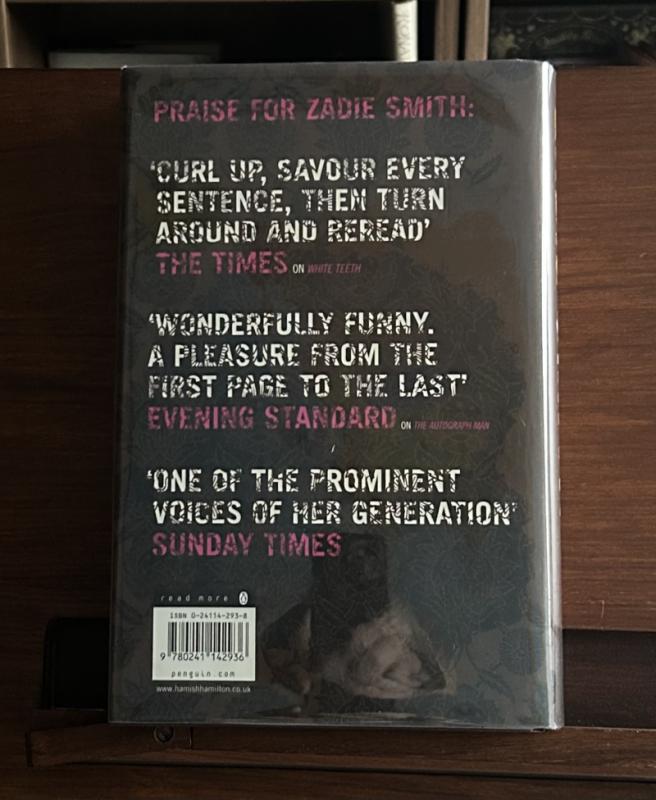 PRAISE FOR ZADIE SMITH:
'CURL UP, SAVOUR EVERY
SENTENCE, THEN TURN
AROUND AND REREAD'
THE TIMES ON WHITE TEETH
'WONDERFULLY FUNNY.
A PLEASURE FROM THE
FIRST PAGE TO THE LAST'
EVENING STANDARD ON THE AUTOGRAPH MAN
'ONE OF THE PROMINENT
VOICES OF HER GENERATION'
SUNDAY TIMES
read more
ISBN 0-24114-293-8
9 780241 142936
penguin.com
www.hamishhamilton.co.uk